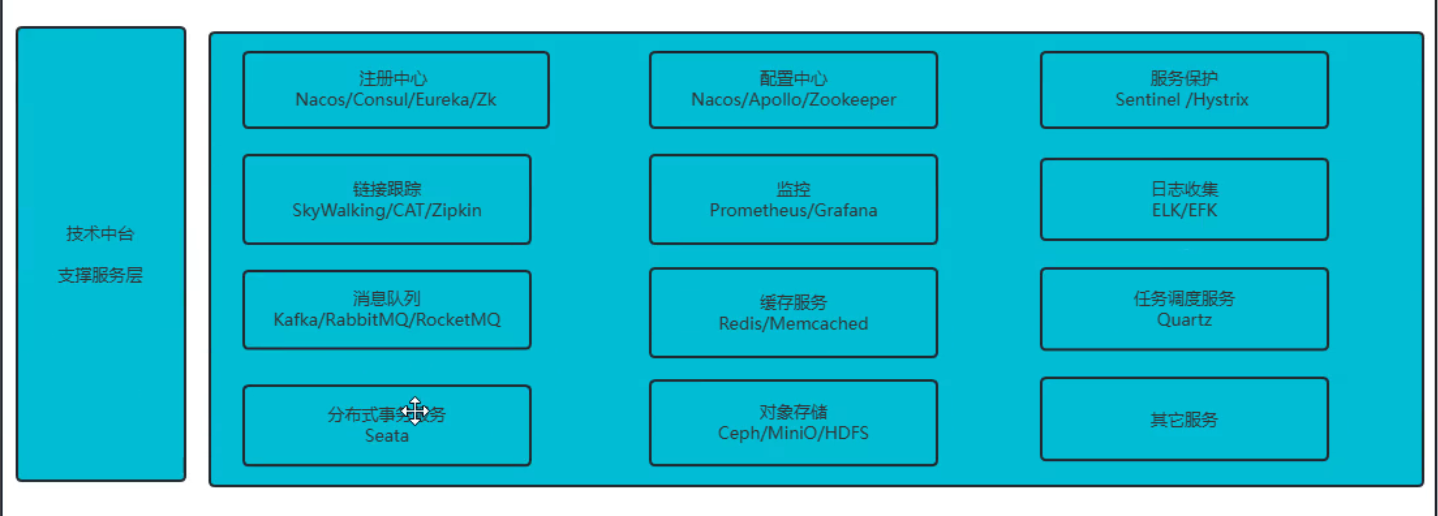 技术中台
支撑服务层
注册中心
Nacos/Consul/Eureka/Zk
配置中心
Nacos/Apollo/Zookeeper
服务保护
Sentinel /Hystrix
链接跟踪
SkyWalking/CAT/Zipkin
监控
Prometheus/Grafana
日志收集
ELK/EFK
消息队列
Kafka/RabbitMQ/RocketMQ
缓存服务
Redis/Memcached
任务调度服务
Quartz
分布式事务服务
Seata
对象存储
Ceph/MiniO/HDFS
其它服务